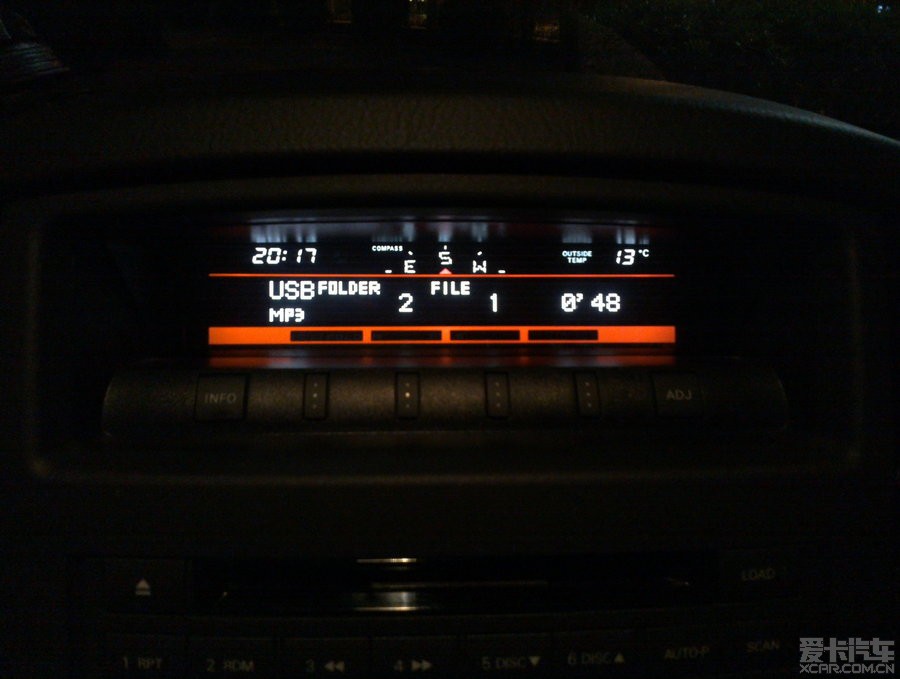 20:17 COMPASS E S W OUTSIDE TEMP 13°C
USB FOLDER 2 FILE 1 0' 48
MP3
INFO ADJ
LOAD
1 RPT 2 RDM 3 ◀◀ 4 ▶▶ 5 DISC▼ 6 DISC▲ AUTO-P SCAN
爱卡汽车
XCAR.COM.CN